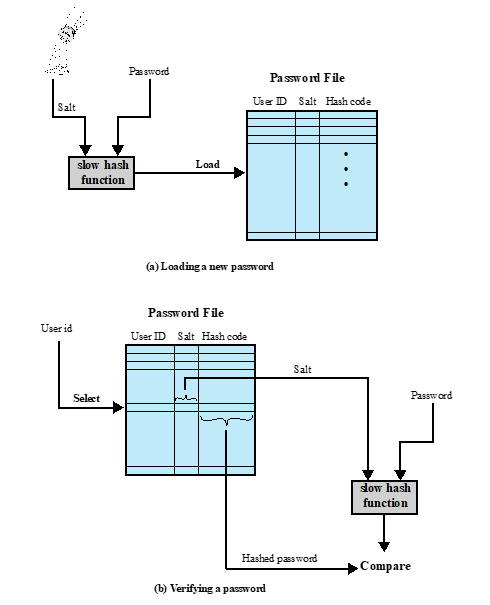 Password
Password File
Salt
User ID Salt Hash code
slow hash
function
Load
(a) Loading a new password
Password File
User id
User ID Salt Hash code
Salt
Select
Password
slow hash
function
Hashed password
Compare
(b) Verifying a password